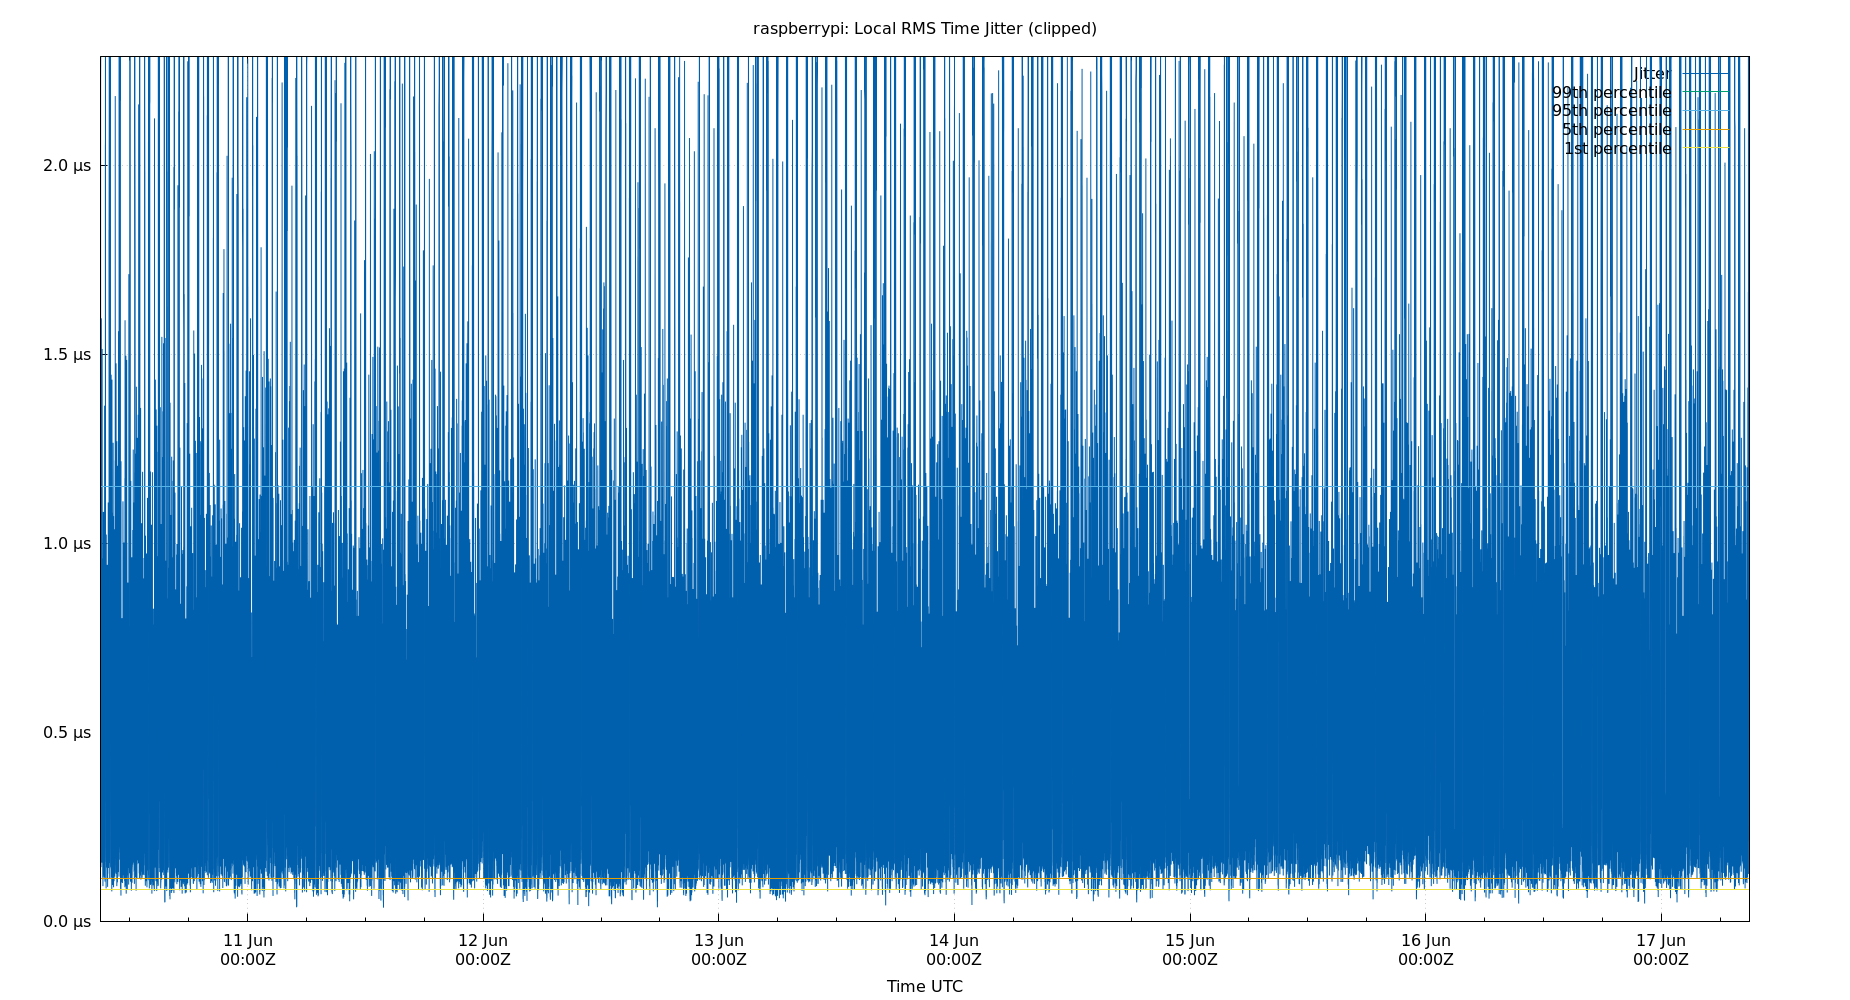 raspberrypi: Local RMS Time Jitter (clipped)
Jitter
99th percentile
95th percentile
5th percentile
1st percentile
2.0 µs
1.5 µs
1.0 µs
0.5 µs
0.0 µs
11 Jun 12 Jun 13 Jun 14 Jun 15 Jun 16 Jun 17 Jun
00:00Z 00:00Z 00:00Z 00:00Z 00:00Z 00:00Z 00:00Z
Time UTC